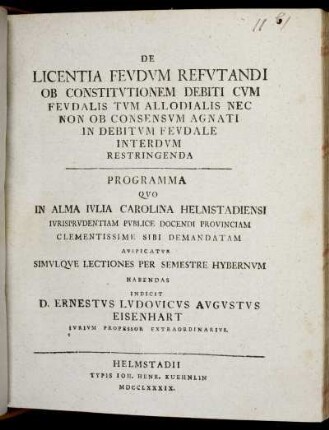 DE
LICENTIA FEVDVM REFVTANDI
OB CONSTITVTIONEM DEBITI CVM
FEVDALIS TVM ALLODIALIS NEC
NON OB CONSENSVM AGNATI
IN DEBITVM FEVDALE
INTERDVM
RESTRINGENDA
PROGRAMMA
QVO
IN ALMA IVLIA CAROLINA HELMSTADIENSI
IVRISPRVDENTIAM PVBLICE DOCENDI PROVINCIAM
CLEMENTISSIME SIBI DEMANDATAM
AVSPICATVR
SIMVLQVE LECTIONES PER SEMESTRE HYBERNVM
HABENDAS
INDICIT
D. ERNESTVS LVDOVICVS AVGVSTVS
EISENHART
IVRIVM PROFESSOR EXTRAORDINARIVS.
HELMSTADII
TYPIS IOH. HENR. KUEHNLIN
MDCCLXXXIX.